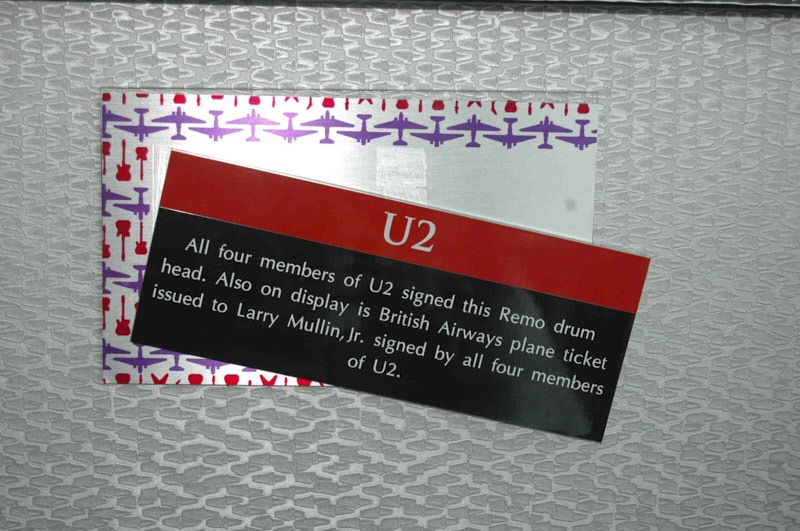 U2
All four members of U2 signed this Remo drum
head. Also on display is British Airways plane ticket
issued to Larry Mullin, Jr. signed by all four members
of U2.